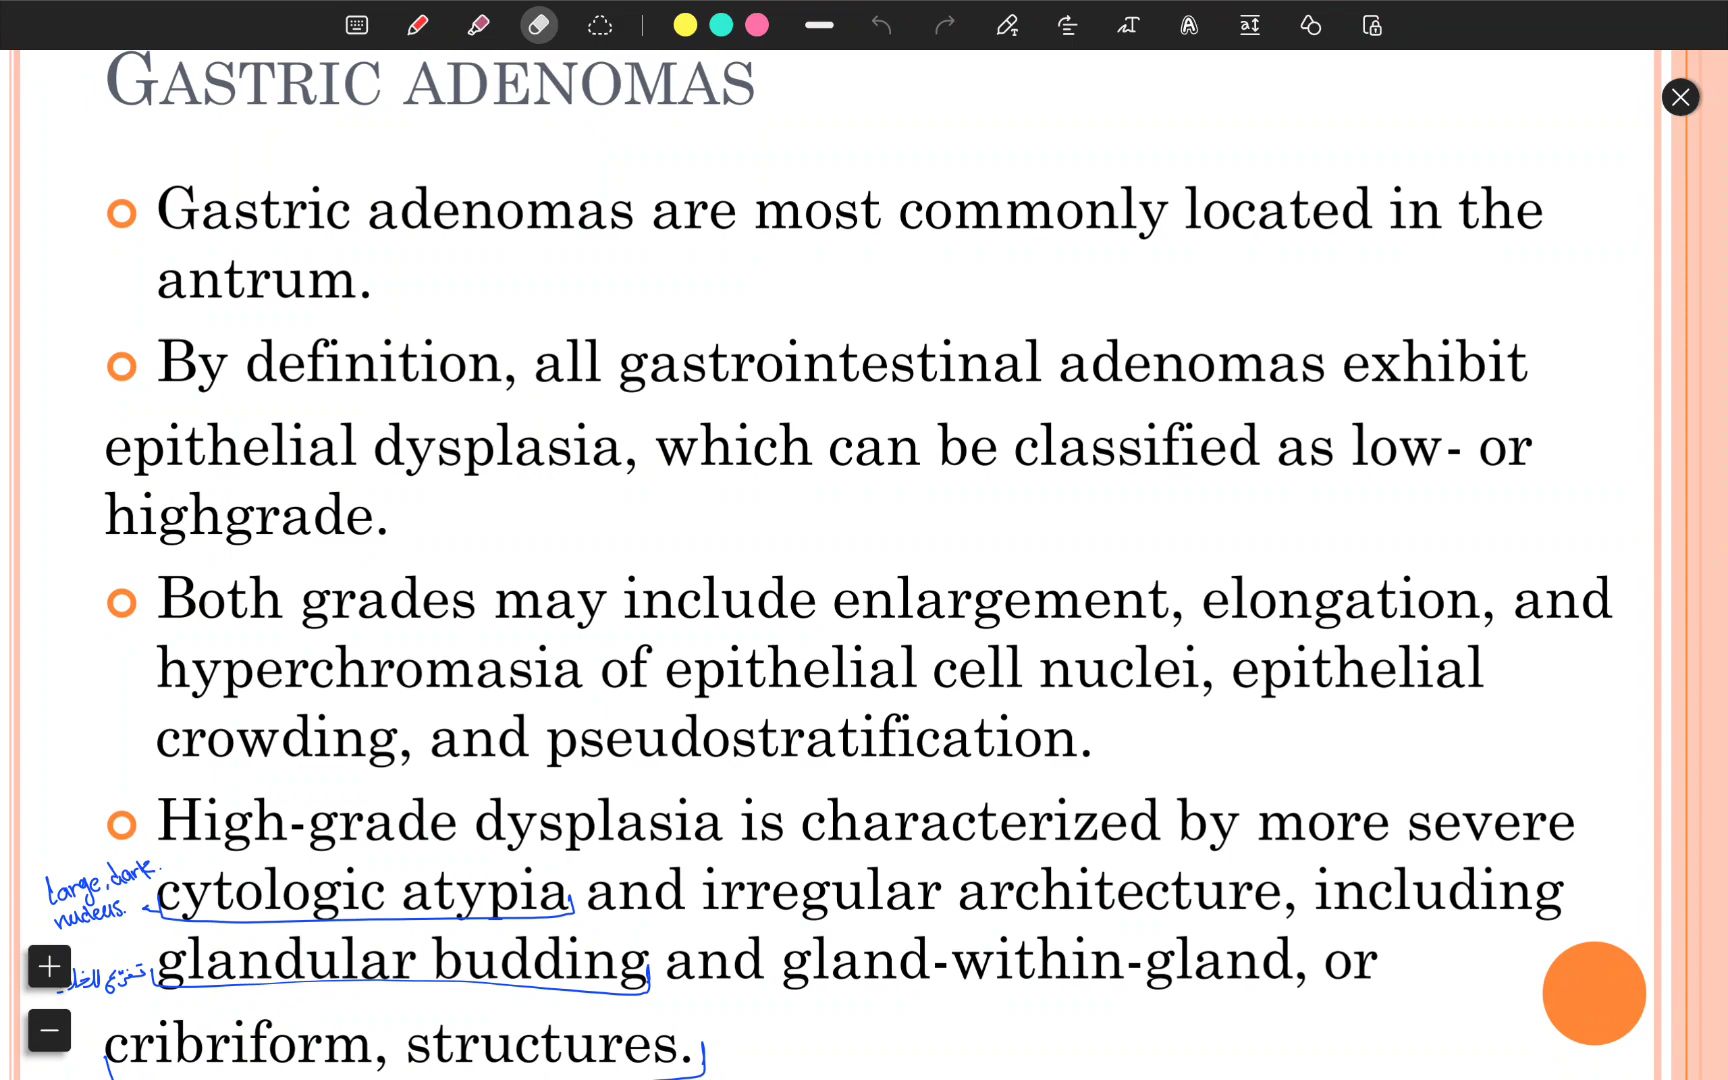 GASTRIC ADENOMAS
Gastric adenomas are most commonly located in the
antrum.
By definition, all gastrointestinal adenomas exhibit
epithelial dysplasia, which can be classified as low- or
highgrade.
Both grades may include enlargement, elongation, and
hyperchromasia of epithelial cell nuclei, epithelial
crowding, and pseudostratification.
High-grade dysplasia is characterized by more severe
large, dark
nucleus.
cytologic atypia and irregular architecture, including
glandular budding and gland-within-gland, or
cribriform, structures.